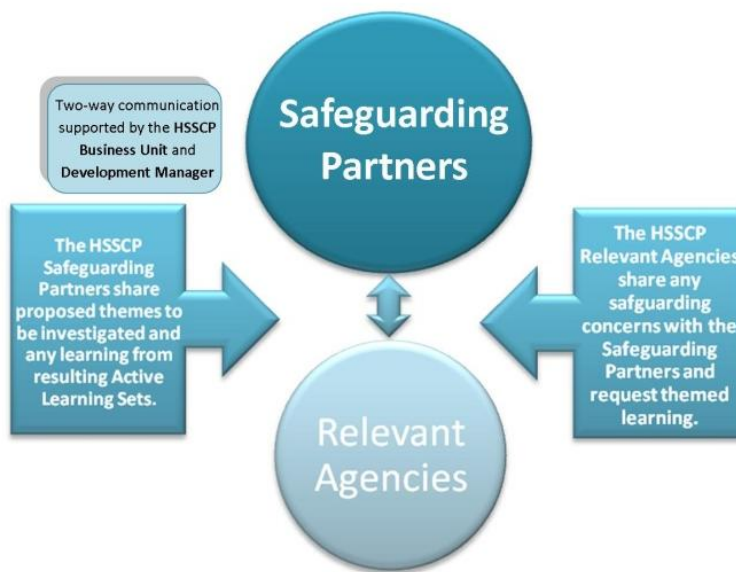 Two-way communication
supported by the HSSCP
Business Unit and
Development Manager
Safeguarding
Partners
The HSSCP
Safeguarding
Partners share
proposed themes to
be investigated and
any learning from
resulting Active
Learning Sets.
The HSSCP
Relevant Agencies
share any
safguarding
concerns with the
Safeguarding
Partners and
request themed
learning.
Relevant
Agencies